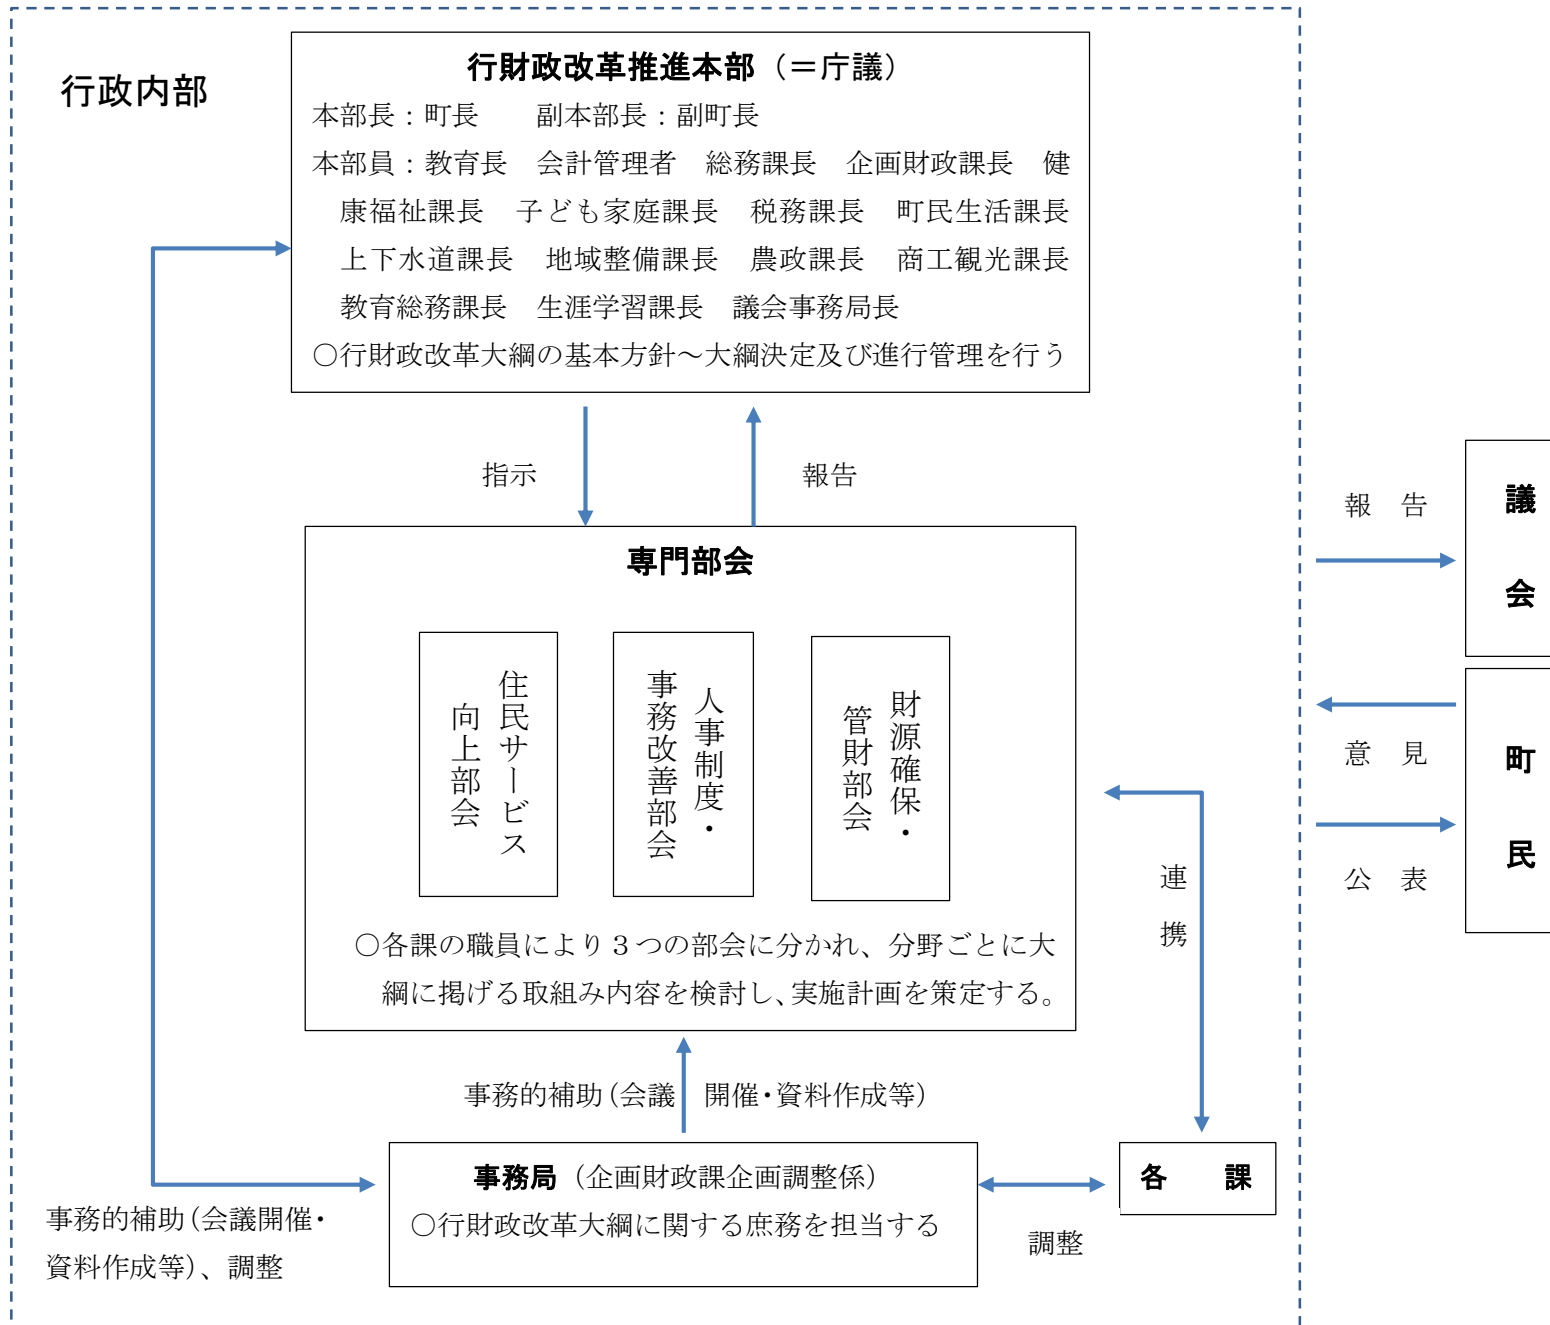 行政内部
行財政改革推進本部（＝庁議）
本部長：町長　　副本部長：副町長
本部員：教育長　会計管理者　総務課長　企画財政課長　健
康福祉課長　子ども家庭課長　税務課長　町民生活課長
上下水道課長　地域整備課長　農政課長　商工観光課長
教育総務課長　生涯学習課長　議会事務局長
○行財政改革大綱の基本方針～大綱決定及び進行管理を行う
指示
報告
専門部会
住民サービス
向上部会
人事制度・
事務改善部会
財源確保・
管財部会
○各課の職員により３つの部会に分かれ、分野ごとに大
綱に掲げる取組み内容を検討し、実施計画を策定する。
事務的補助（会議　開催・資料作成等）
事務局（企画財政課企画調整係）
○行財政改革大綱に関する庶務を担当する
事務的補助（会議開催・
資料作成等）、調整
調整
各　課
連携
報　告
議会
意　見
公　表
町民